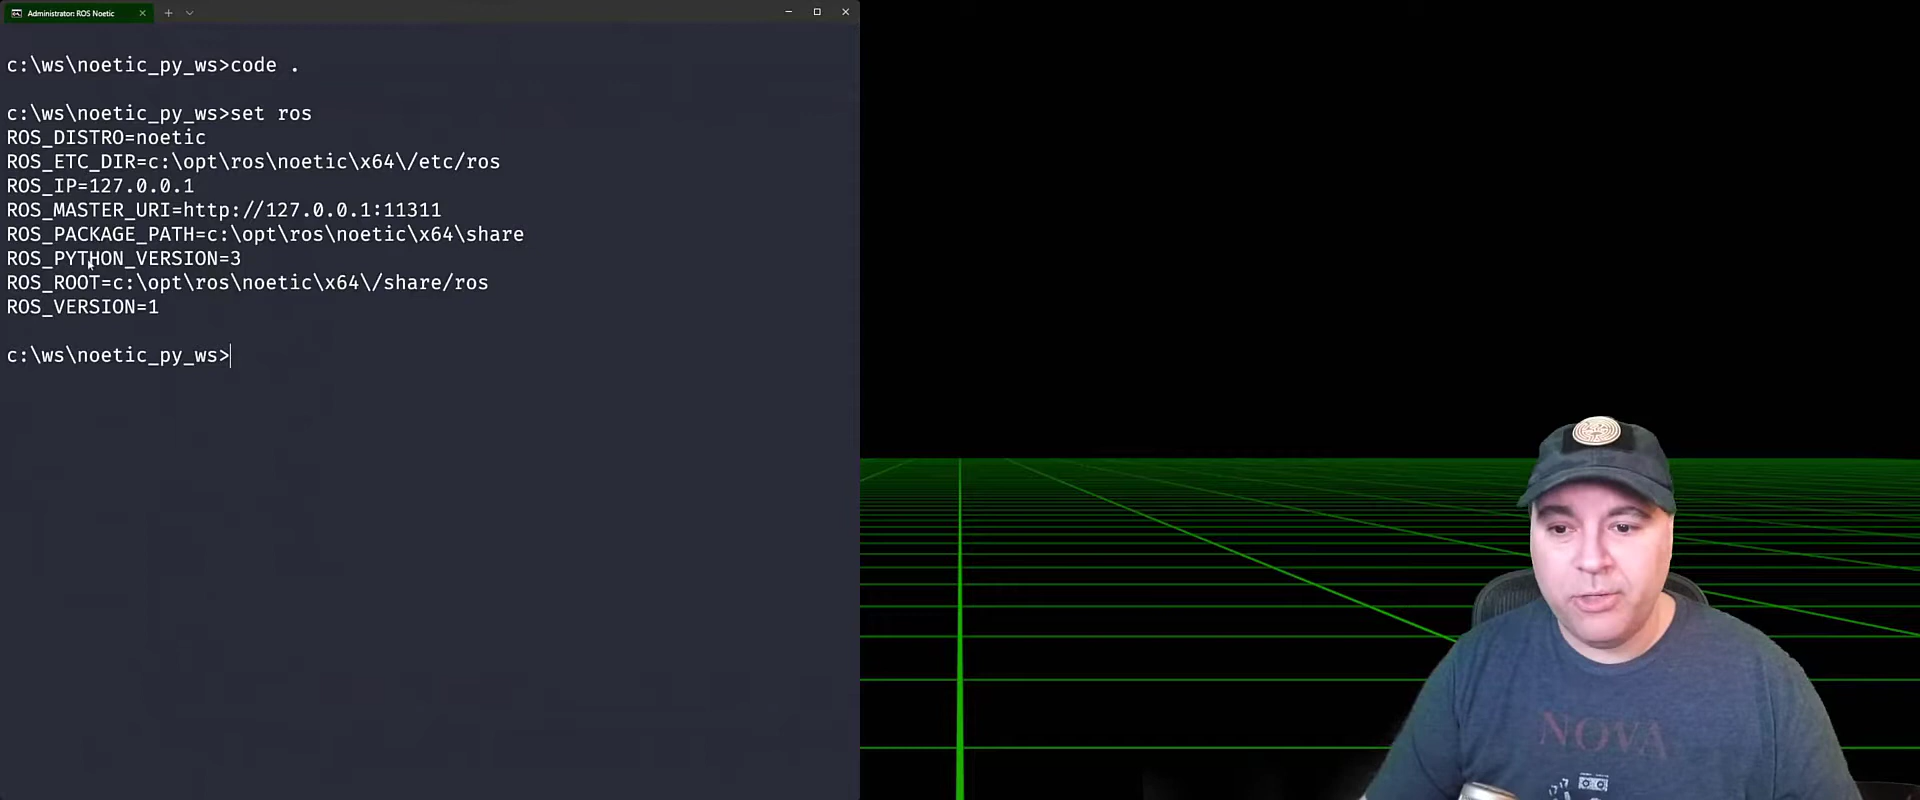 Administrator: ROS Noetic
c:\ws\noetic_py_ws>code .
c:\ws\noetic_py_ws>set ros
ROS_DISTRO=noetic
ROS_ETC_DIR=c:\opt\ros\noetic\x64\/etc/ros
ROS_IP=127.0.0.1
ROS_MASTER_URI=http://127.0.0.1:11311
ROS_PACKAGE_PATH=c:\opt\ros\noetic\x64\share
ROS_PYTHON_VERSION=3
ROS_ROOT=c:\opt\ros\noetic\x64\/share/ros
ROS_VERSION=1
c:\ws\noetic_py_ws>
NOVA